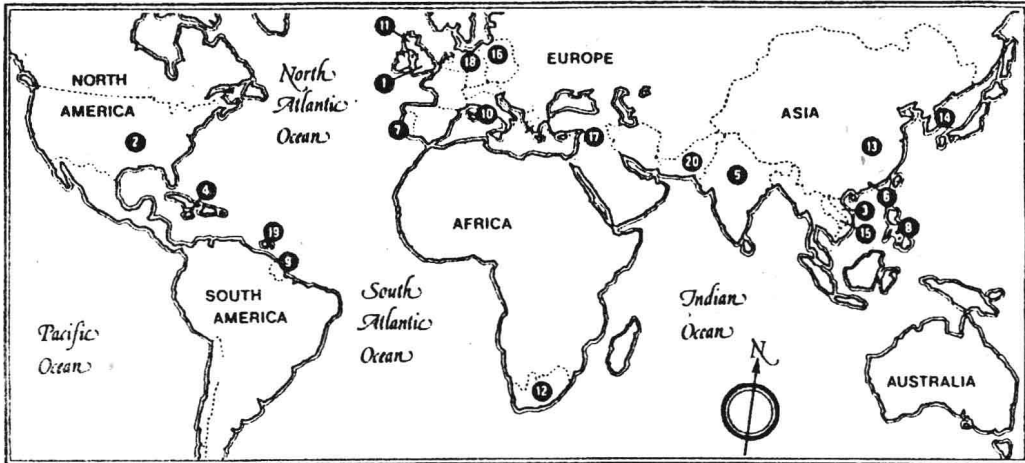 NORTH
AMERICA
North
Atlantic
Ocean
EUROPE
ASIA
AFRICA
SOUTH
AMERICA
South
Atlantic
Ocean
Indian
Ocean
Pacific
Ocean
AUSTRALIA
N
11
1
18
16
7
10
17
2
4
19
9
20
5
13
14
6
3
15
8
12